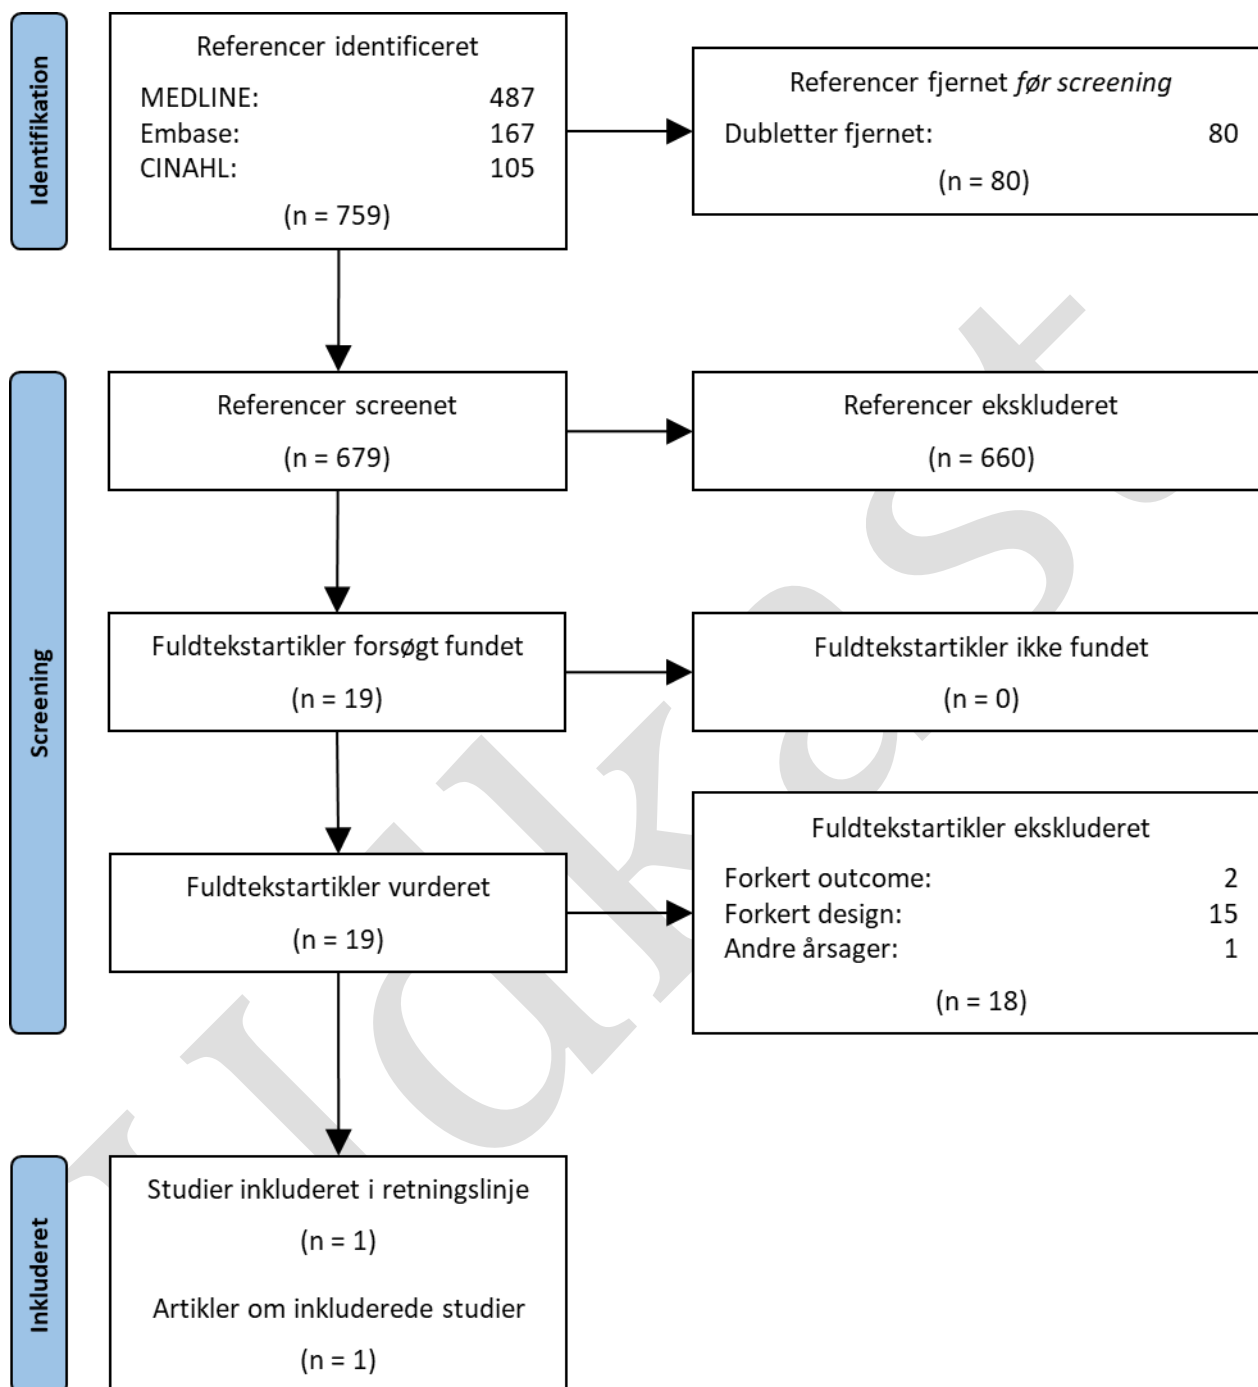 Identifikation
Referencer identificeret
MEDLINE: 487
Embase: 167
CINAHL: 105
(n = 759)
Referencer fjernet før screening
Dubletter fjernet: 80
(n = 80)
Screening
Referencer screenet
(n = 679)
Referencer ekskluderet
(n = 660)
Fuldtekstartikler forsøgt fundet
(n = 19)
Fuldtekstartikler ikke fundet
(n = 0)
Fuldtekstartikler vurderet
(n = 19)
Fuldtekstartikler ekskluderet
Forkert outcome: 2
Forkert design: 15
Andre årsager: 1
(n = 18)
Inkluderet
Studier inkluderet i retningslinje
(n = 1)
Artikler om inkluderede studier
(n = 1)
Udkast